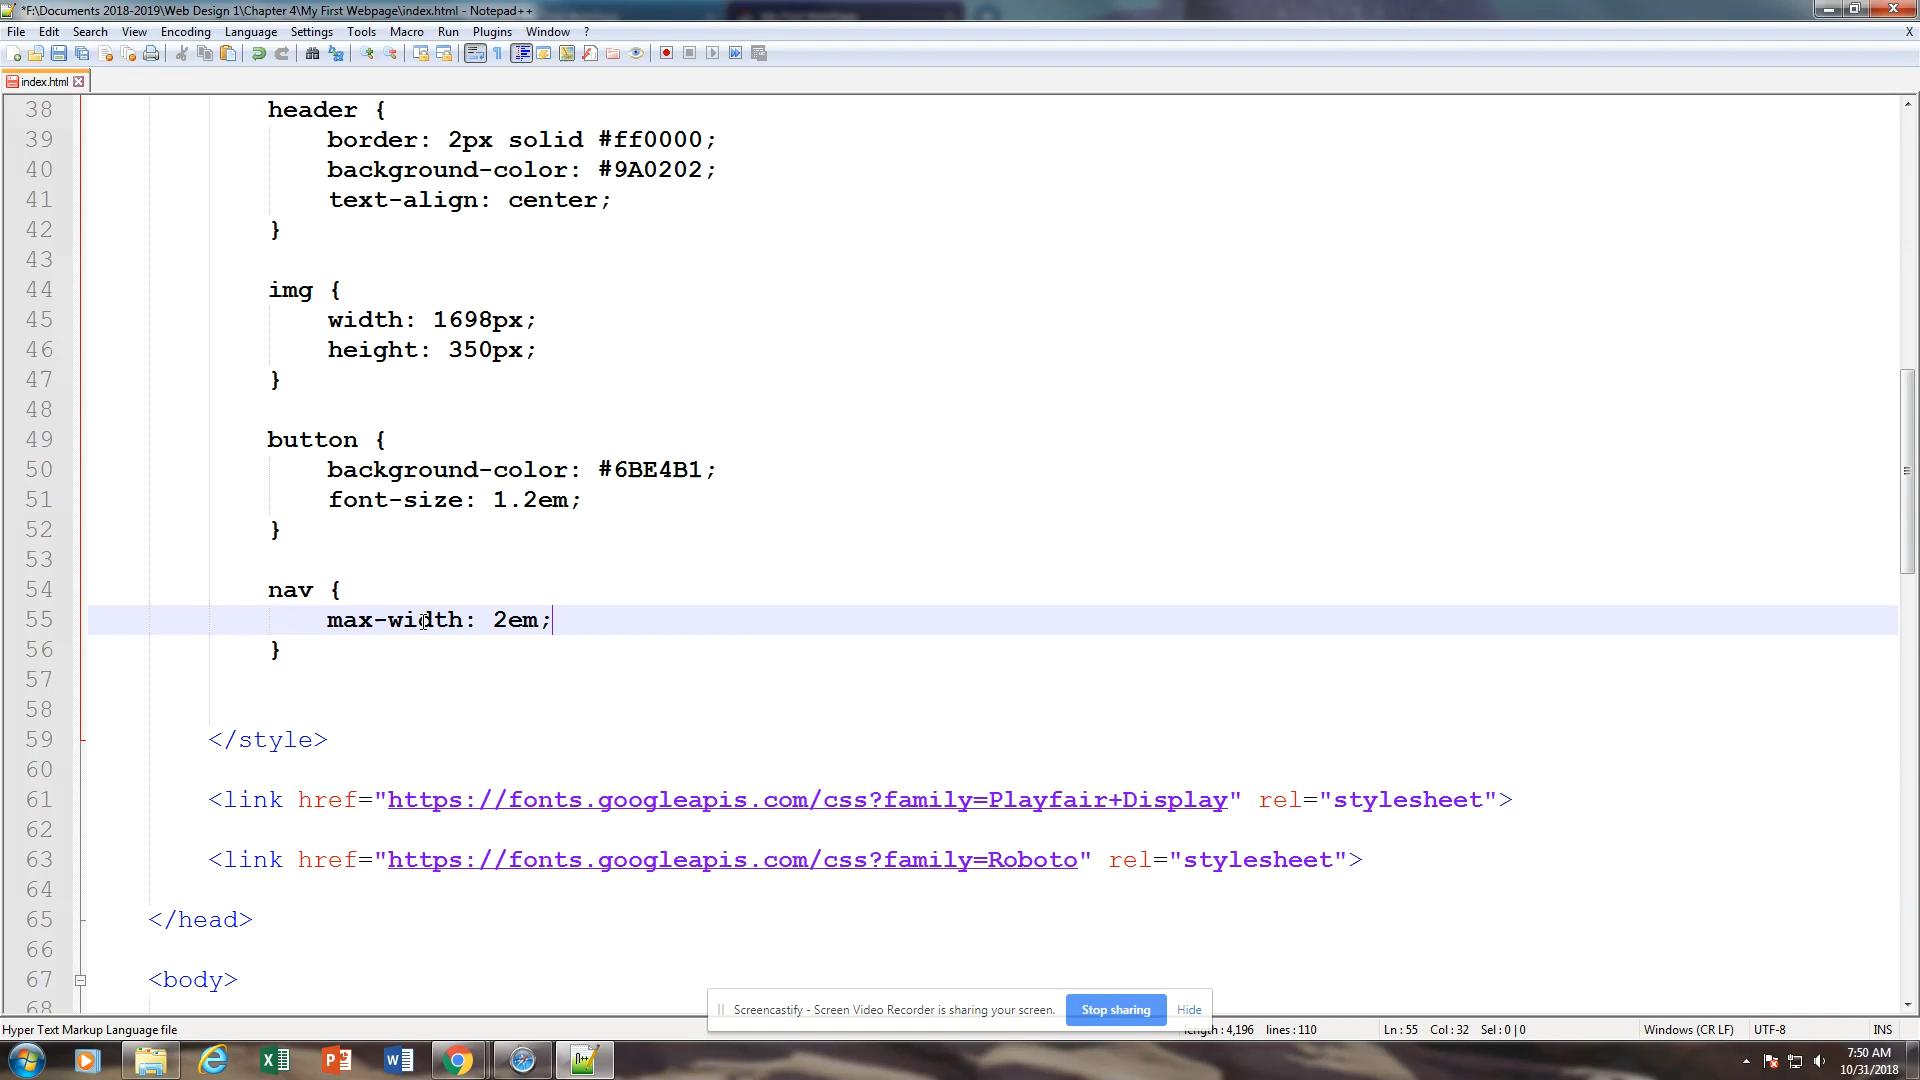 *F:\Documents 2018-2019\Web Design 1\Chapter 4\My First Webpage\index.html - Notepad++
File Edit Search View Encoding Language Settings Tools Macro Run Plugins Window ? X
index.html
38 header {
39 border: 2px solid #ff0000;
40 background-color: #9A0202;
41 text-align: center;
42 }
43
44 img {
45 width: 1698px;
46 height: 350px;
47 }
48
49 button {
50 background-color: #6BE4B1;
51 font-size: 1.2em;
52 }
53
54 nav {
55 max-width: 2em;
56 }
57
58
59 </style>
60
61 <link href="https://fonts.googleapis.com/css?family=Playfair+Display" rel="stylesheet">
62
63 <link href="https://fonts.googleapis.com/css?family=Roboto" rel="stylesheet">
64
65 </head>
66
67 <body>
68
Screencastify - Screen Video Recorder is sharing your screen. Stop sharing Hide
Hyper Text Markup Language file length : 4,196 lines : 110 Ln : 55 Col : 32 Sel : 0 | 0 Windows (CR LF) UTF-8 INS
7:50 AM
10/31/2018